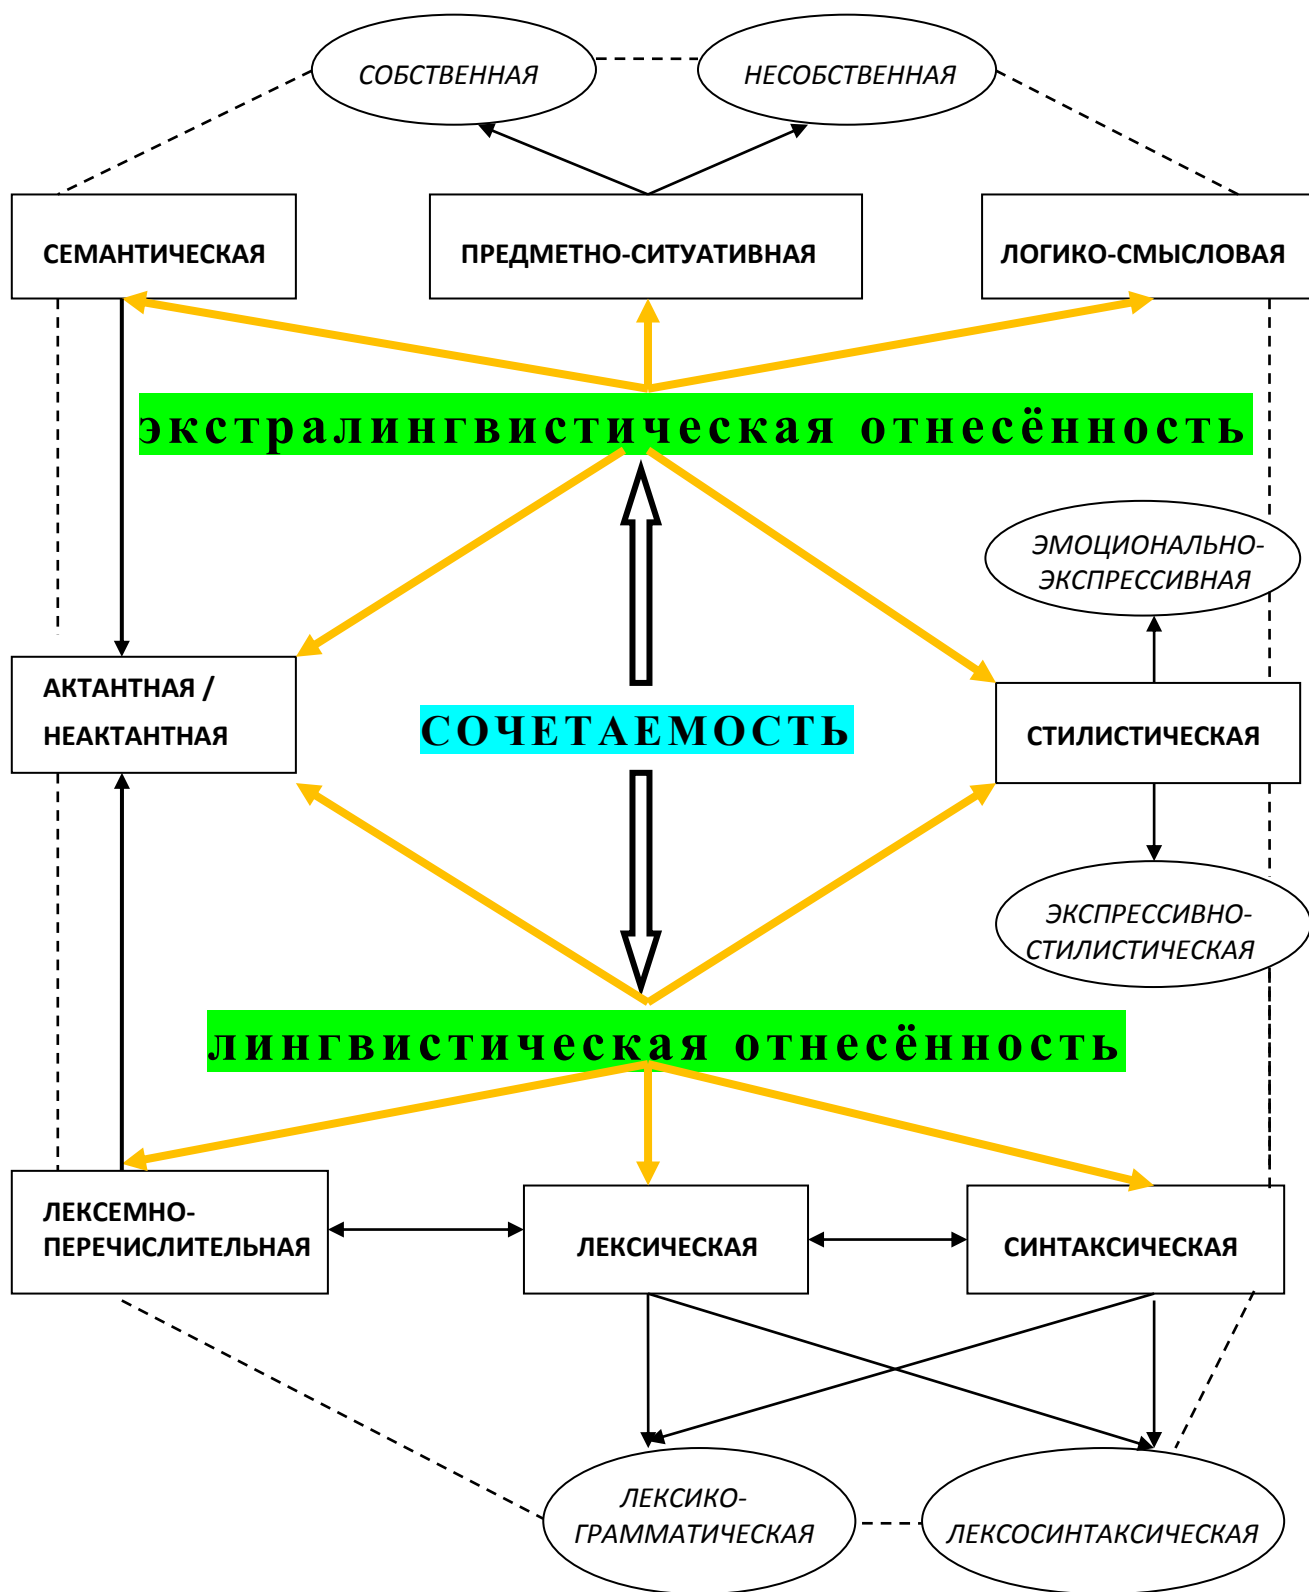 СОБСТВЕННАЯ
НЕСОБСТВЕННАЯ
СЕМАНТИЧЕСКАЯ
ПРЕДМЕТНО-СИТУАТИВНАЯ
ЛОГИКО-СМЫСЛОВАЯ
экстралингвистическая отнесённость
ЭМОЦИОНАЛЬНО-
ЭКСПРЕССИВНАЯ
АКТАНТНАЯ /
НЕАКТАНТНАЯ
СОЧЕТАЕМОСТЬ
СТИЛИСТИЧЕСКАЯ
ЭКСПРЕССИВНО-
СТИЛИСТИЧЕСКАЯ
лингвистическая отнесённость
ЛЕКСЕМНО-
ПЕРЕЧИСЛИТЕЛЬНАЯ
ЛЕКСИЧЕСКАЯ
СИНТАКСИЧЕСКАЯ
ЛЕКСИКО-
ГРАММАТИЧЕСКАЯ
ЛЕКСОСИНТАКСИЧЕСКАЯ